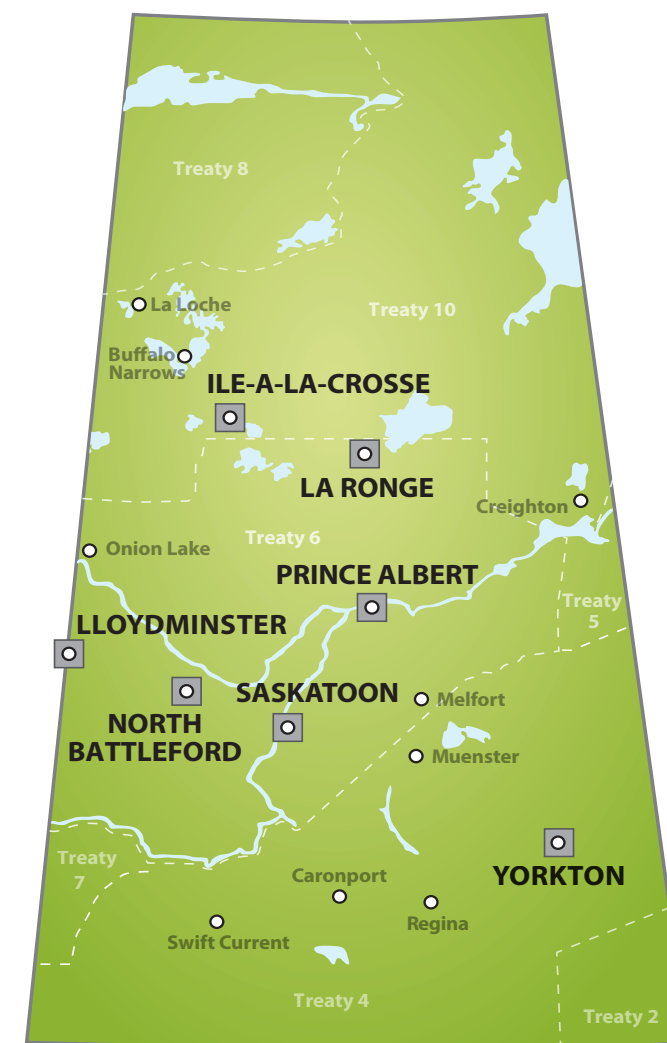 Treaty 8
La Loche
Treaty 10
Buffalo
Narrows
ILE-A-LA-CROSSE
LA RONGE
Creighton
Treaty 6
Onion Lake
PRINCE ALBERT
Treaty
5
LLOYDMINSTER
SASKATOON
Melfort
NORTH
BATTLEFORD
Muenster
Treaty
7
Caronport
YORKTON
Regina
Swift Current
Treaty 4
Treaty 2